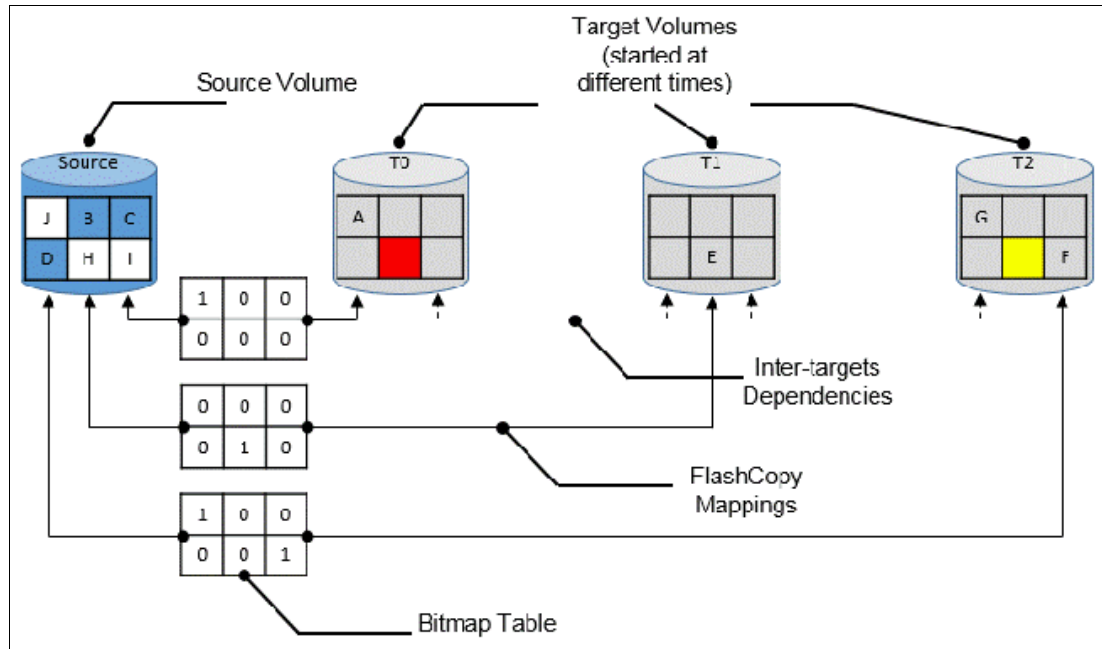 Target Volumes
(started at
different times)
Source Volume
Source
T0
T1
T2
J B C
D H I
A
E
G
F
1 0 0
0 0 0
Inter-targets
Dependencies
0 0 0
0 1 0
FlashCopy
Mappings
1 0 0
0 0 1
Bitmap Table